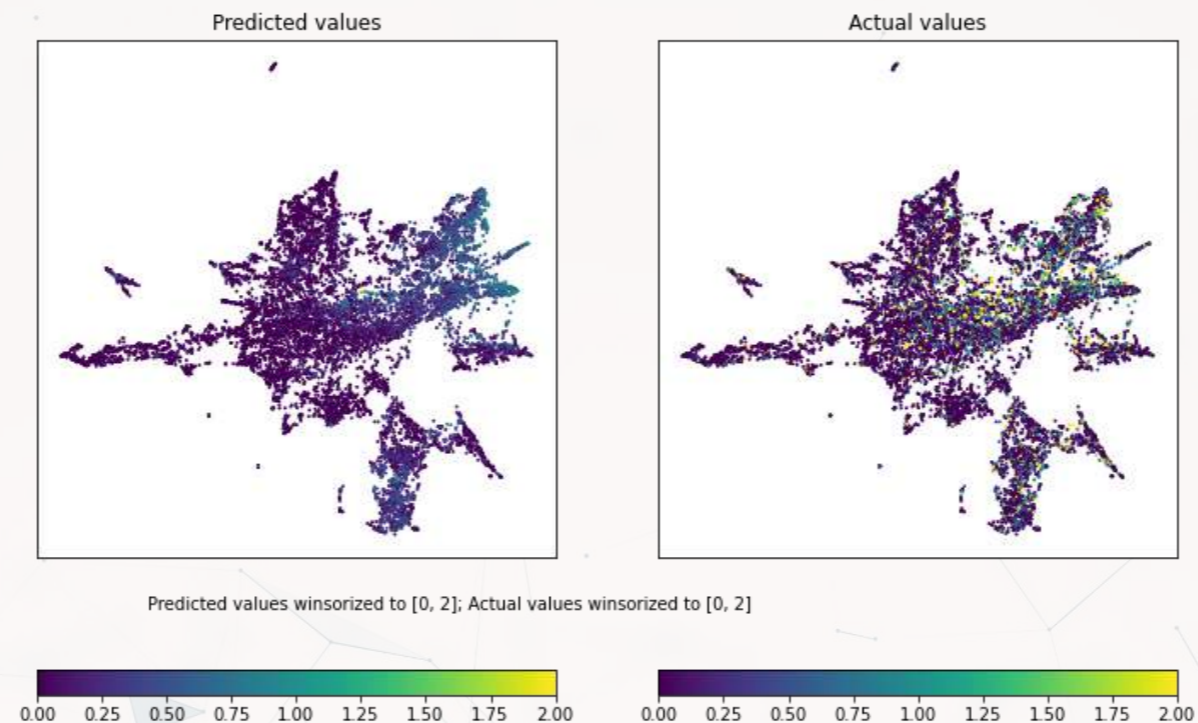 Predicted values
Actual values
Predicted values winsorized to [0, 2]; Actual values winsorized to [0, 2]
0.00 0.25 0.50 0.75 1.00 1.25 1.50 1.75 2.00
0.00 0.25 0.50 0.75 1.00 1.25 1.50 1.75 2.00